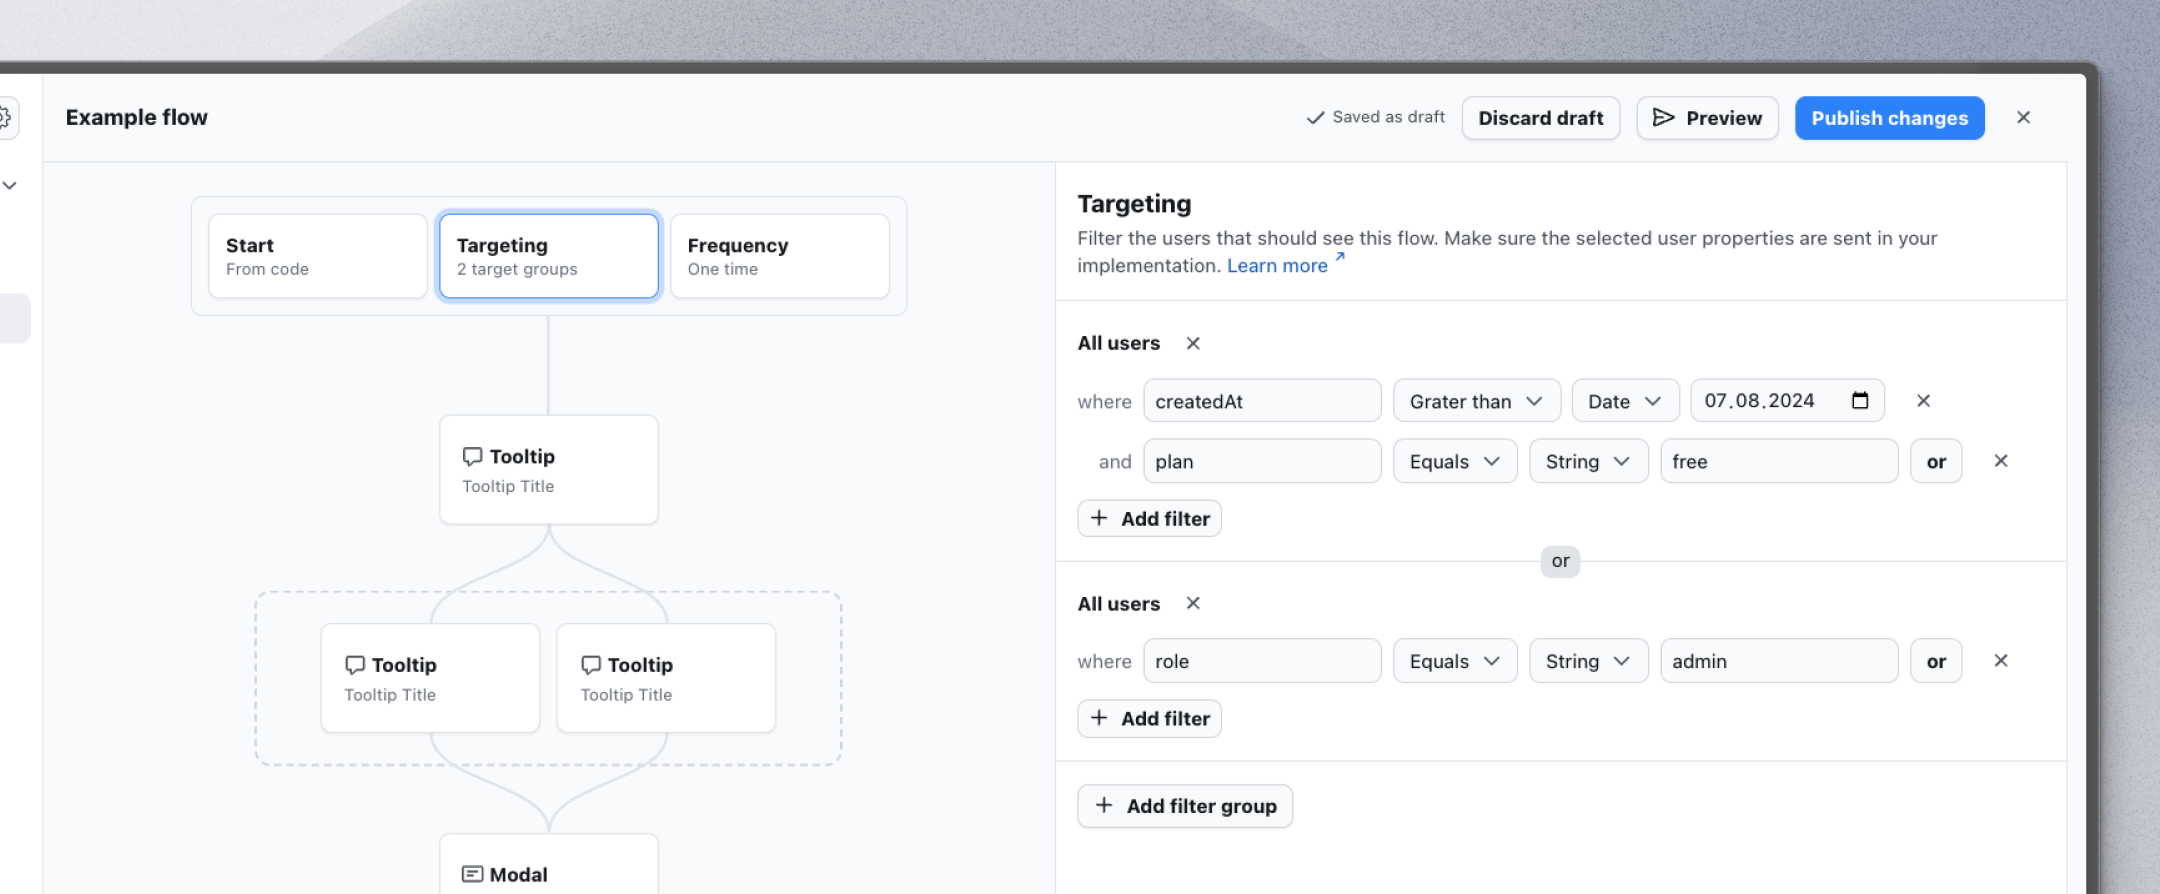 Example flow
Saved as draft
Discard draft
Preview
Publish changes
Start
From code
Targeting
2 target groups
Frequency
One time
Tooltip
Tooltip Title
Tooltip
Tooltip Title
Tooltip
Tooltip Title
Modal
Targeting
Filter the users that should see this flow. Make sure the selected user properties are sent in your
implementation. Learn more
All users
where createdAt Grater than Date 07.08.2024
and plan Equals String free or
Add filter
or
All users
where role Equals String admin or
Add filter
Add filter group